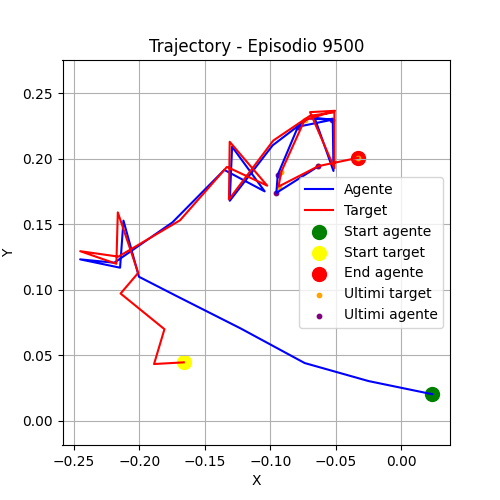 Trajectory - Episodio 9500
Y
0.25
0.20
0.15
0.10
0.05
0.00
Agente
Target
Start agente
Start target
End agente
Ultimi target
Ultimi agente
−0.25
−0.20
−0.15
−0.10
−0.05
0.00
X